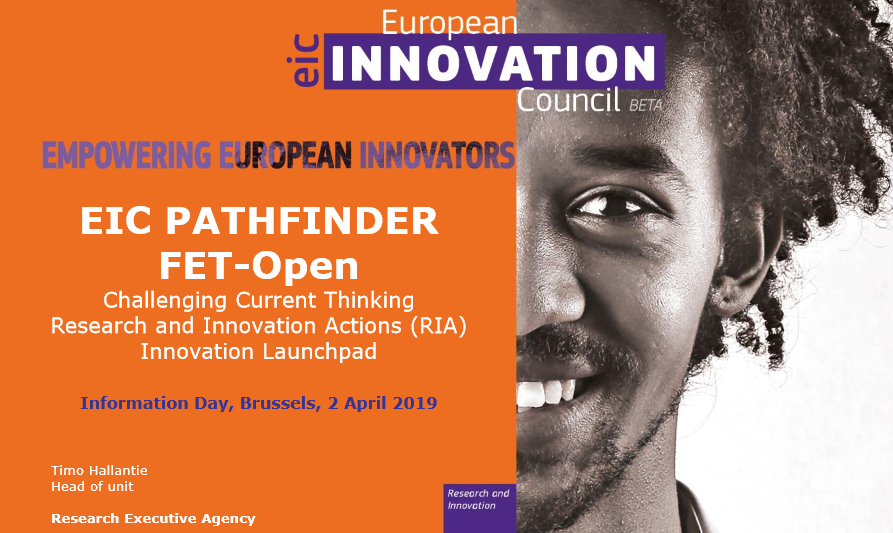 European
eic
INNOVATION
Council BETA
EMPOWERING EUROPEAN INNOVATORS
EIC PATHFINDER
FET-Open
Challenging Current Thinking
Research and Innovation Actions (RIA)
Innovation Launchpad
Information Day, Brussels, 2 April 2019
Timo Hallantie
Head of unit
Research Executive Agency
Research and
Innovation